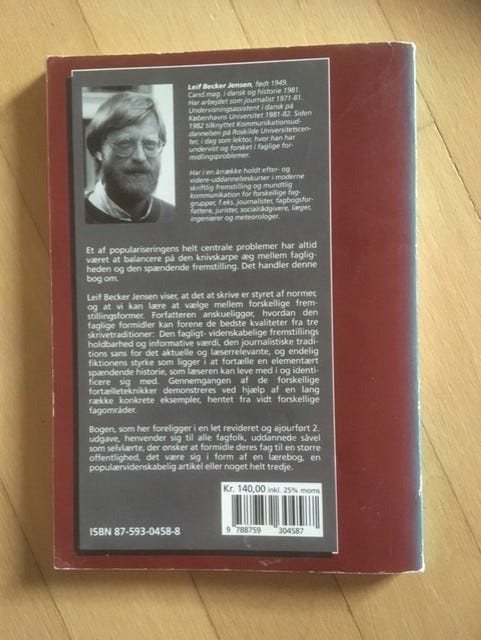 Leif Becker Jensen, født 1949.
Cand.mag. i dansk og historie 1981.
Har arbejdet som journalist 1971-81.
Undervisningsassistent i dansk på
Københavns Universitet 1981-82. Siden
1982 tilknyttet Kommunikationsud-
dannelsen på Roskilde Universitetscen-
ter, i dag som lektor, hvor han har
undervist og forsket i faglige for-
midlingsproblemer.
Har i en årrække holdt efter- og
videre-uddannelseskurser i moderne
skriftlig fremstilling og mundtlig
kommunikation for forskellige fag-
grupper, f.eks. journalister, fagbogsfor-
fattere, jurister, socialrådgivere, læger,
ingeniører og meteorologer.
Et af populariseringens helt centrale problemer har altid
været at balancere på den knivskarpe æg mellem faglig-
heden og den spændende fremstilling. Det handler denne
bog om.
Leif Becker Jensen viser, at det at skrive er styret af normer,
og at vi kan lære at vælge mellem forskellige frem-
stillingsformer. Forfatteren anskueliggør, hvordan den
faglige formidler kan forene de bedste kvaliteter fra tre
skrivetraditioner: Den fagligt- videnskabelige fremstillings
holdbarhed og informative værdi, den journalistiske tradi-
tions sans for det aktuelle og læserrelevante, og endelig
fiktionens styrke som ligger i at fortælle en elementært
spændende historie, som læseren kan leve med i og identi-
ficere sig med. Gennemgangen af de forskellige
fortælleteknikker demonstreres ved hjælp af en lang
række konkrete eksempler, hentet fra vidt forskellige
fagområder.
Bogen, som her foreligger i en let revideret og ajourført 2.
udgave, henvender sig til alle fagfolk, uddannede såvel
som selvlærte, der ønsker at formidle deres fag til en større
offentlighed, det være sig i form af en lærebog, en
populærvidenskabelig artikel eller noget helt tredje.
Kr. 140,00 inkl. 25% moms
ISBN 87-593-0458-8
9 788759 304587